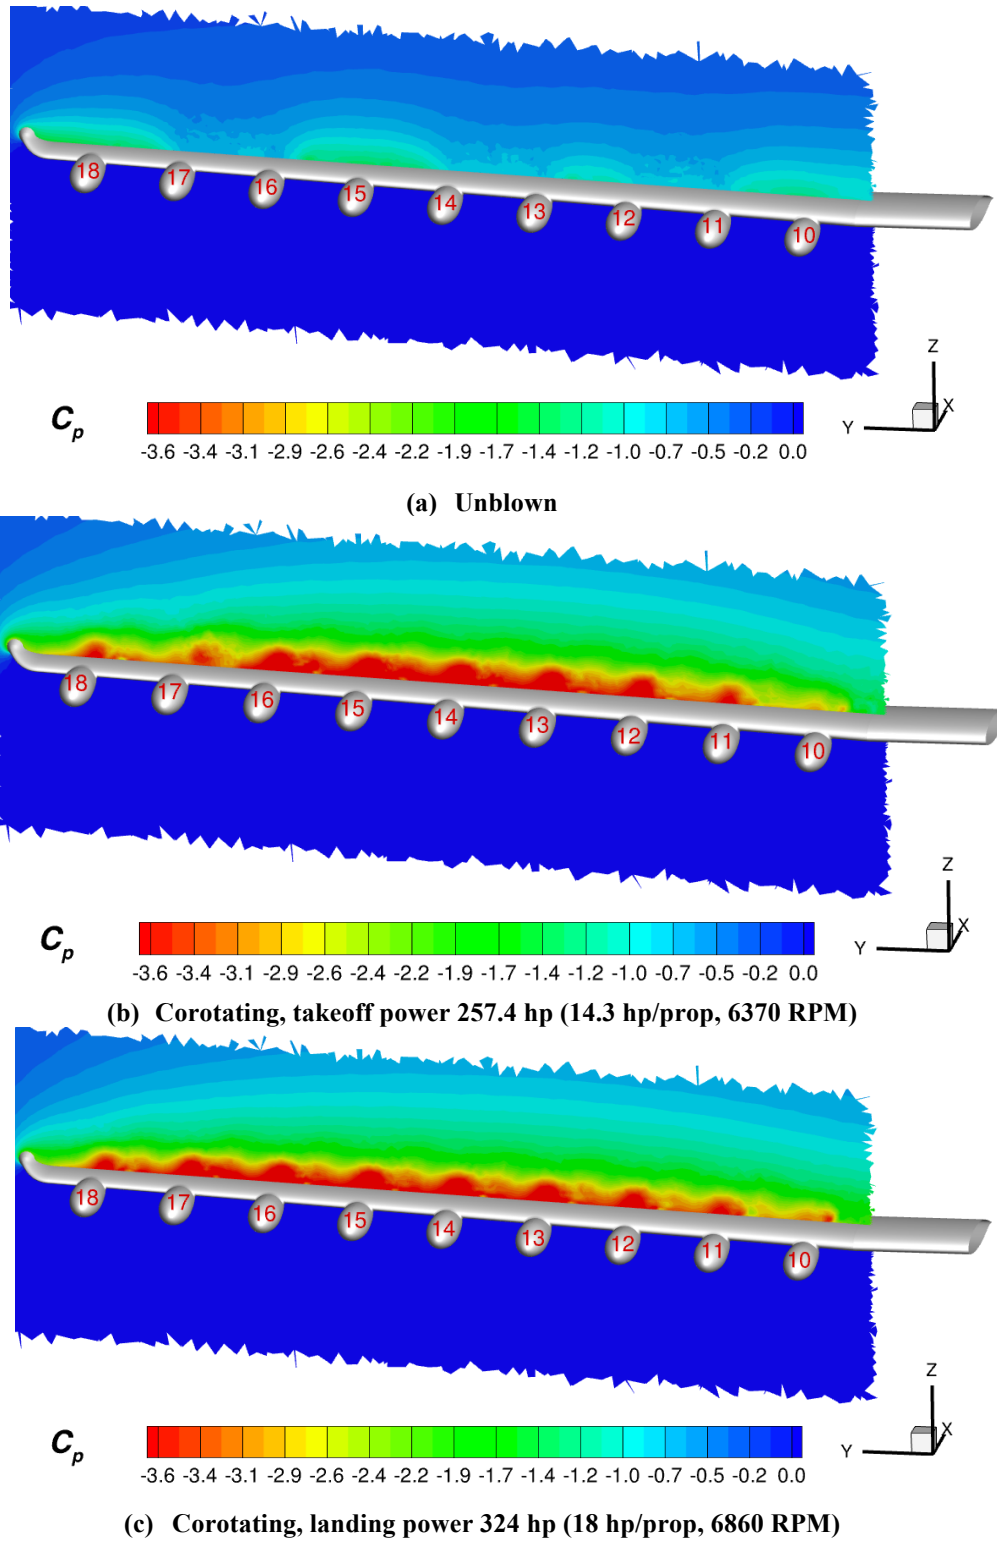 18 17 16 15 14 13 12 11 10
Z
X
Y
Cp
-3.6 -3.4 -3.1 -2.9 -2.6 -2.4 -2.2 -1.9 -1.7 -1.4 -1.2 -1.0 -0.7 -0.5 -0.2 0.0
(a) Unblown
18 17 16 15 14 13 12 11 10
Z
X
Y
Cp
-3.6 -3.4 -3.1 -2.9 -2.6 -2.4 -2.2 -1.9 -1.7 -1.4 -1.2 -1.0 -0.7 -0.5 -0.2 0.0
(b) Corotating, takeoff power 257.4 hp (14.3 hp/prop, 6370 RPM)
18 17 16 15 14 13 12 11 10
Z
X
Y
Cp
-3.6 -3.4 -3.1 -2.9 -2.6 -2.4 -2.2 -1.9 -1.7 -1.4 -1.2 -1.0 -0.7 -0.5 -0.2 0.0
(c) Corotating, landing power 324 hp (18 hp/prop, 6860 RPM)